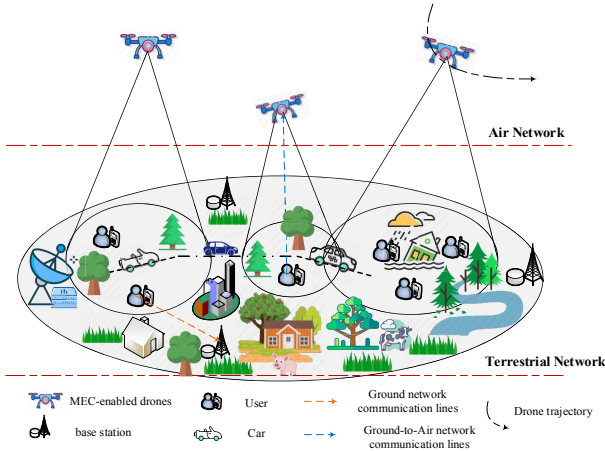 Air Network
Terrestrial Network
MEC-enabled drones
User
Ground network
communication lines
Drone trajectory
base station
Car
Ground-to-Air network
communication lines